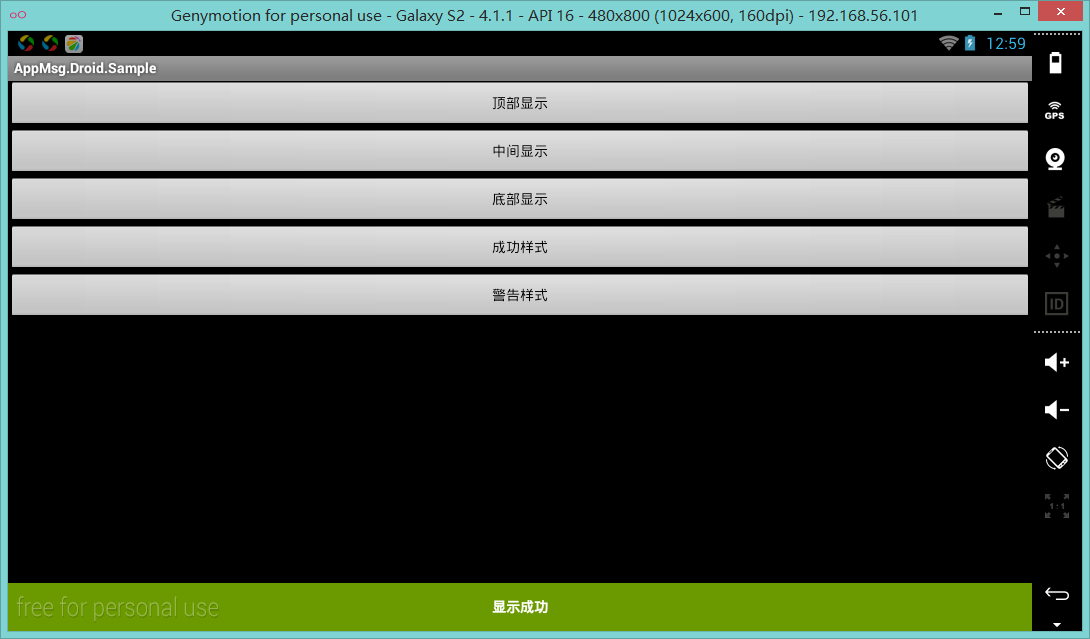 Genymotion for personal use - Galaxy S2 - 4.1.1 - API 16 - 480x800 (1024x600, 160dpi) - 192.168.56.101
12:59
AppMsg.Droid.Sample
顶部显示
中间显示
底部显示
成功样式
警告样式
GPS
ID
1:1
free for personal use
显示成功